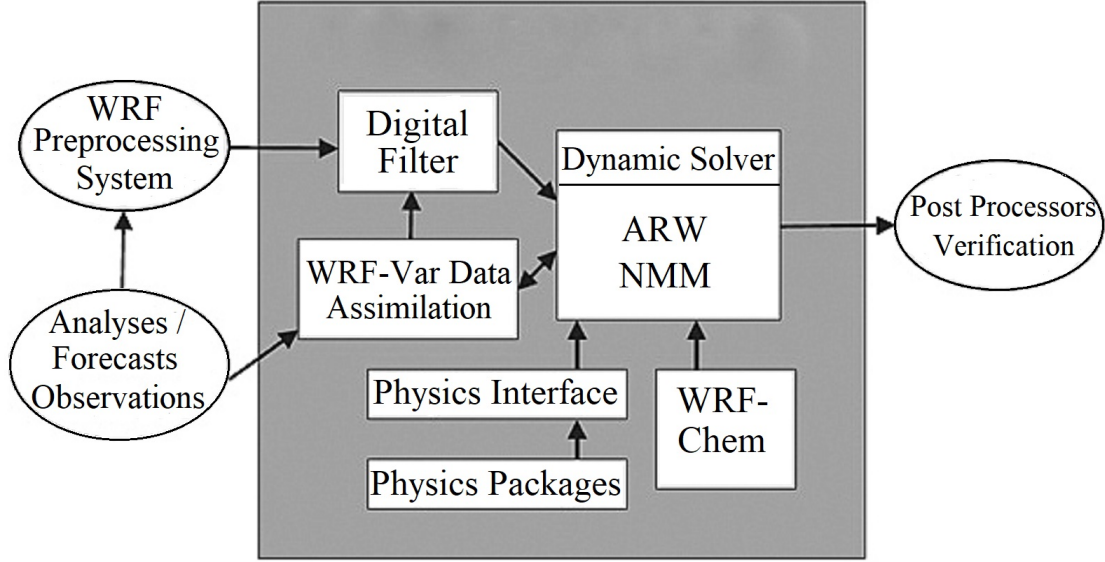 WRF
Preprocessing
System
Digital
Filter
Dynamic Solver
ARW
NMM
Post Processors
Verification
WRF-Var Data
Assimilation
Analyses /
Forecasts
Observations
Physics Interface
WRF-
Chem
Physics Packages